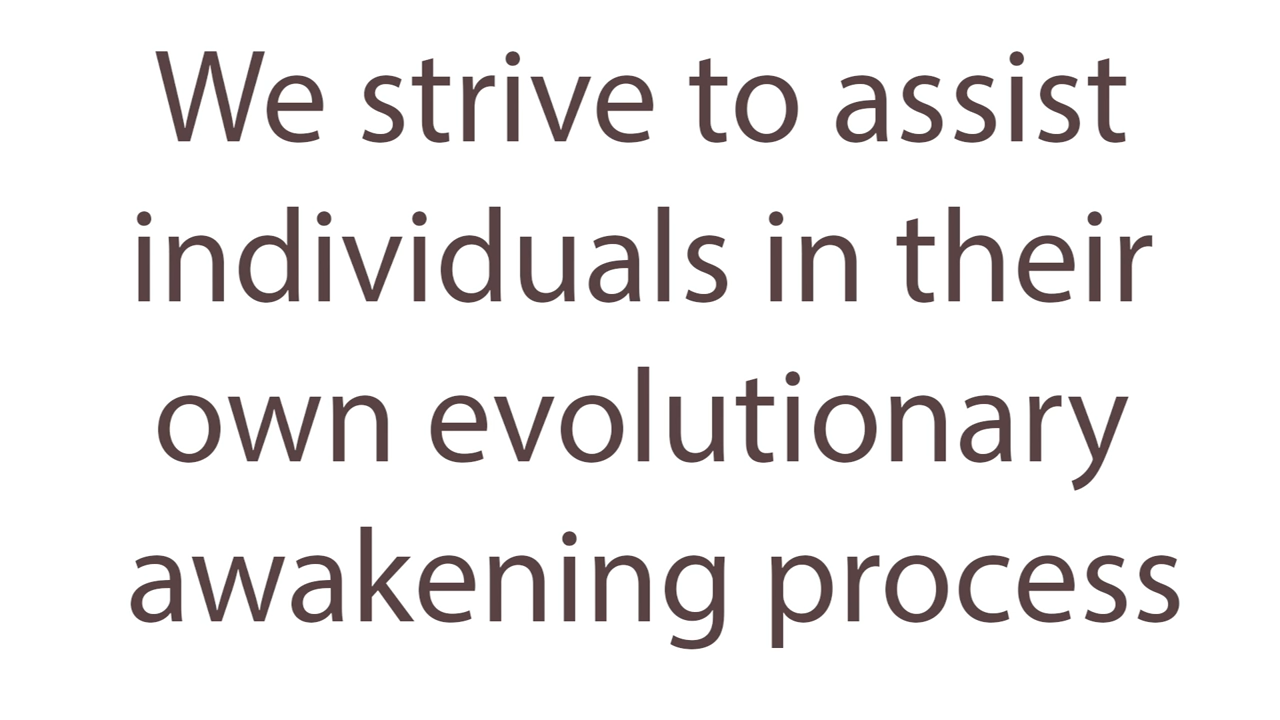 We strive to assist
individuals in their
own evolutionary
awakening process